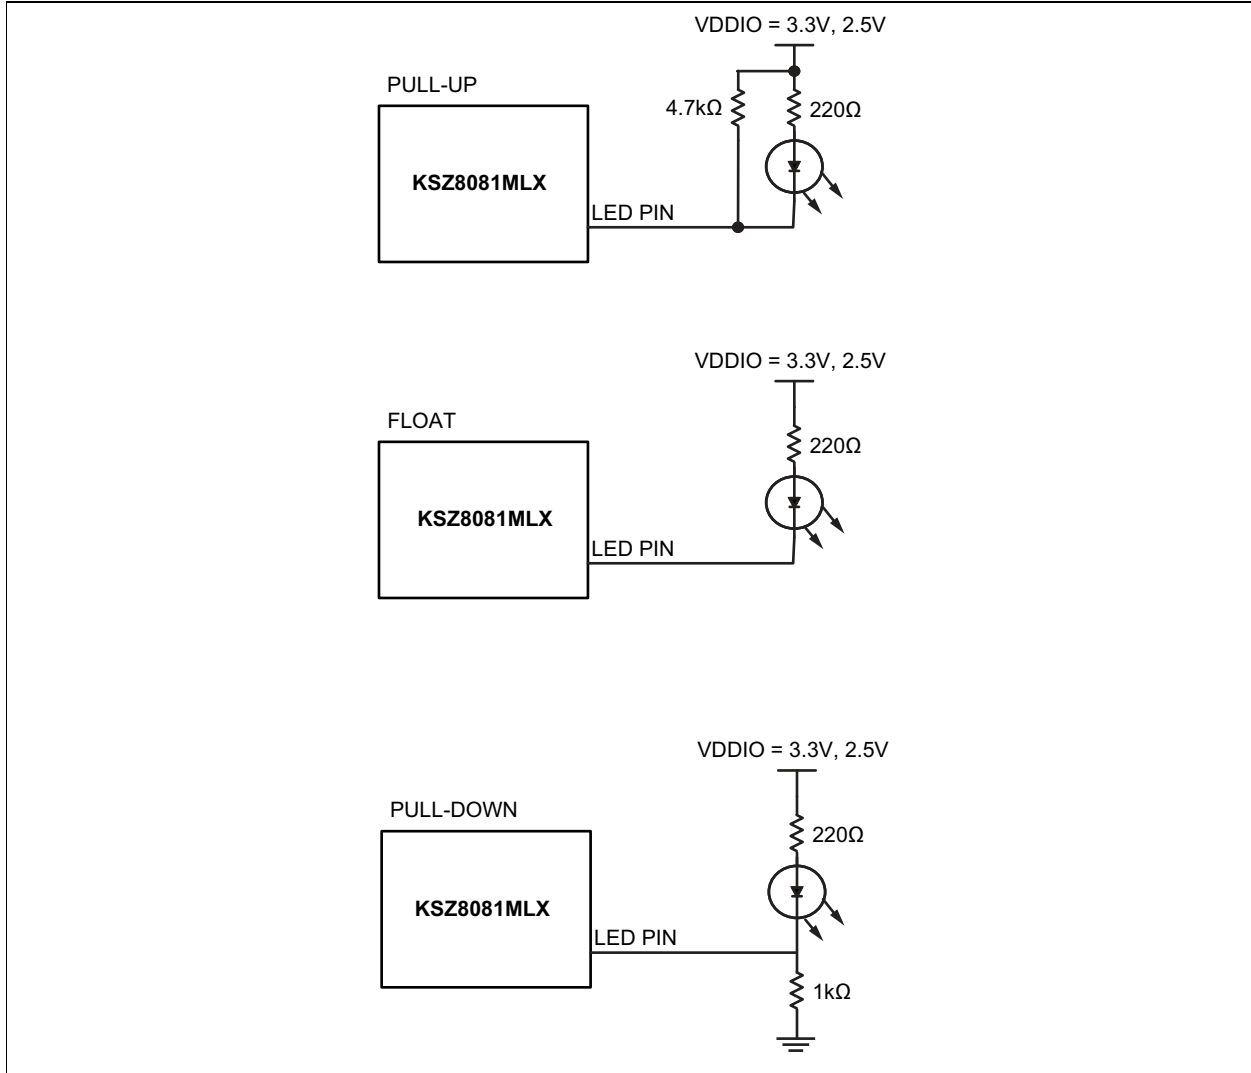 VDDIO = 3.3V, 2.5V
PULL-UP
4.7kΩ
220Ω
KSZ8081MLX
LED PIN
VDDIO = 3.3V, 2.5V
FLOAT
220Ω
KSZ8081MLX
LED PIN
VDDIO = 3.3V, 2.5V
PULL-DOWN
220Ω
KSZ8081MLX
LED PIN
1kΩ